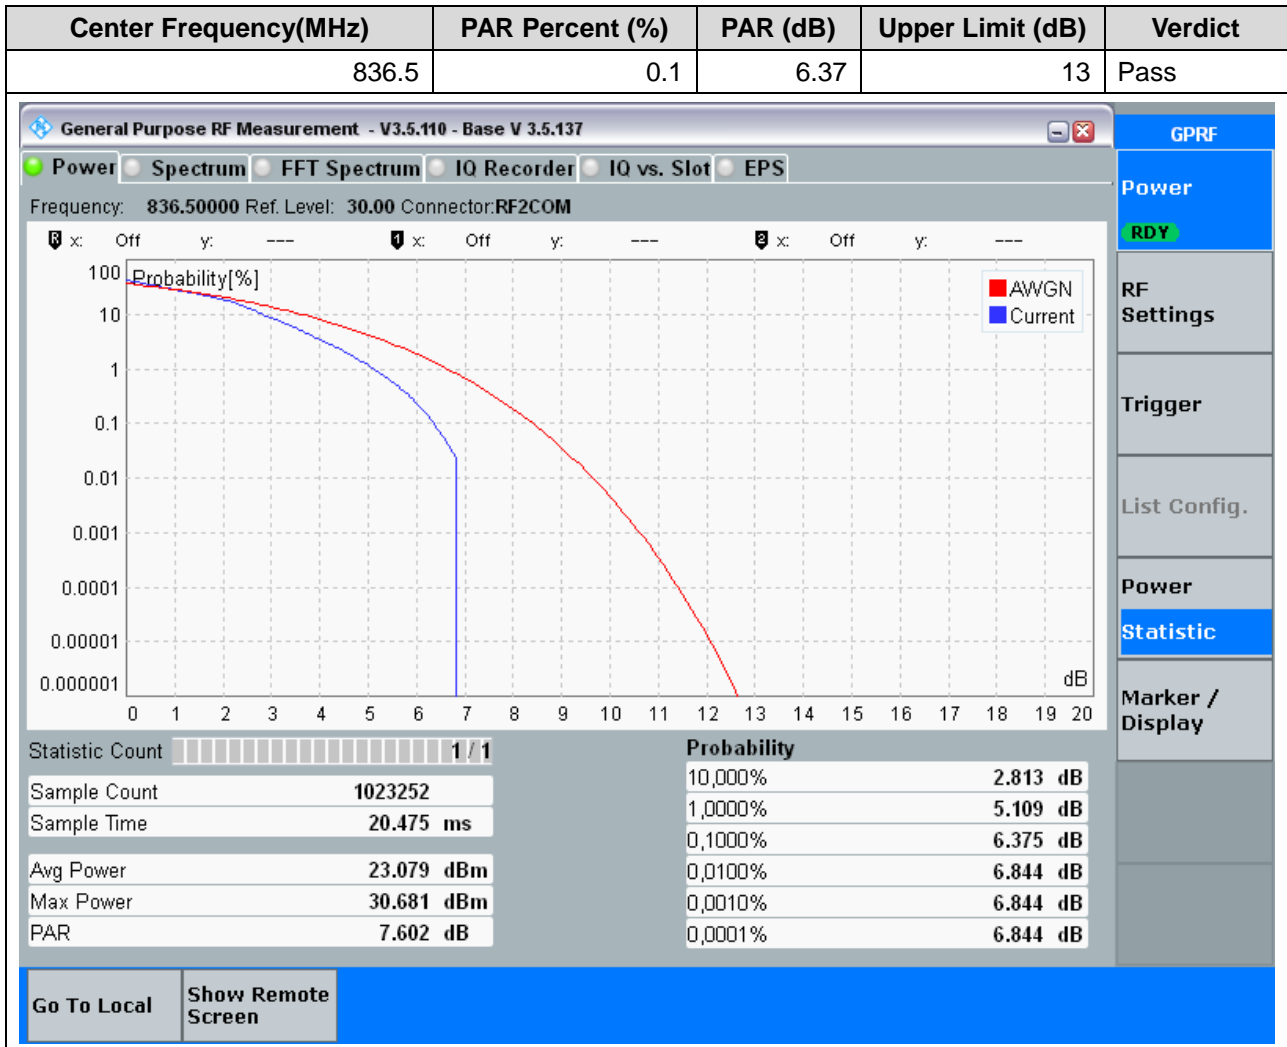 Center Frequency(MHz) PAR Percent (%) PAR (dB) Upper Limit (dB) Verdict
836.5 0.1 6.37 13 Pass
General Purpose RF Measurement - V3.5.110 - Base V 3.5.137
GPRF
Power Spectrum FFT Spectrum IQ Recorder IQ vs. Slot EPS
Frequency: 836.50000 Ref. Level: 30.00 Connector:RF2COM
R x: Off y: --- 1 x: Off y: --- 2 x: Off y: ---
Probability[%]
100
10
1
0.1
0.01
0.001
0.0001
0.00001
0.000001
AWGN
Current
dB
0 1 2 3 4 5 6 7 8 9 10 11 12 13 14 15 16 17 18 19 20
Statistic Count 1 / 1
Sample Count 1023252
Sample Time 20.475 ms
Avg Power 23.079 dBm
Max Power 30.681 dBm
PAR 7.602 dB
Probability
10,000% 2.813 dB
1,0000% 5.109 dB
0,1000% 6.375 dB
0,0100% 6.844 dB
0,0010% 6.844 dB
0,0001% 6.844 dB
Power
RDY
RF
Settings
Trigger
List Config.
Power
Statistic
Marker /
Display
Go To Local
Show Remote
Screen